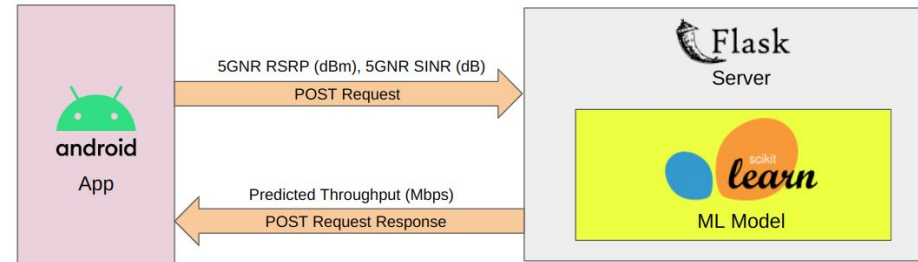 android
App
5GNR RSRP (dBm), 5GNR SINR (dB)
POST Request
Predicted Throughput (Mbps)
POST Request Response
Flask
Server
scikit
learn
ML Model